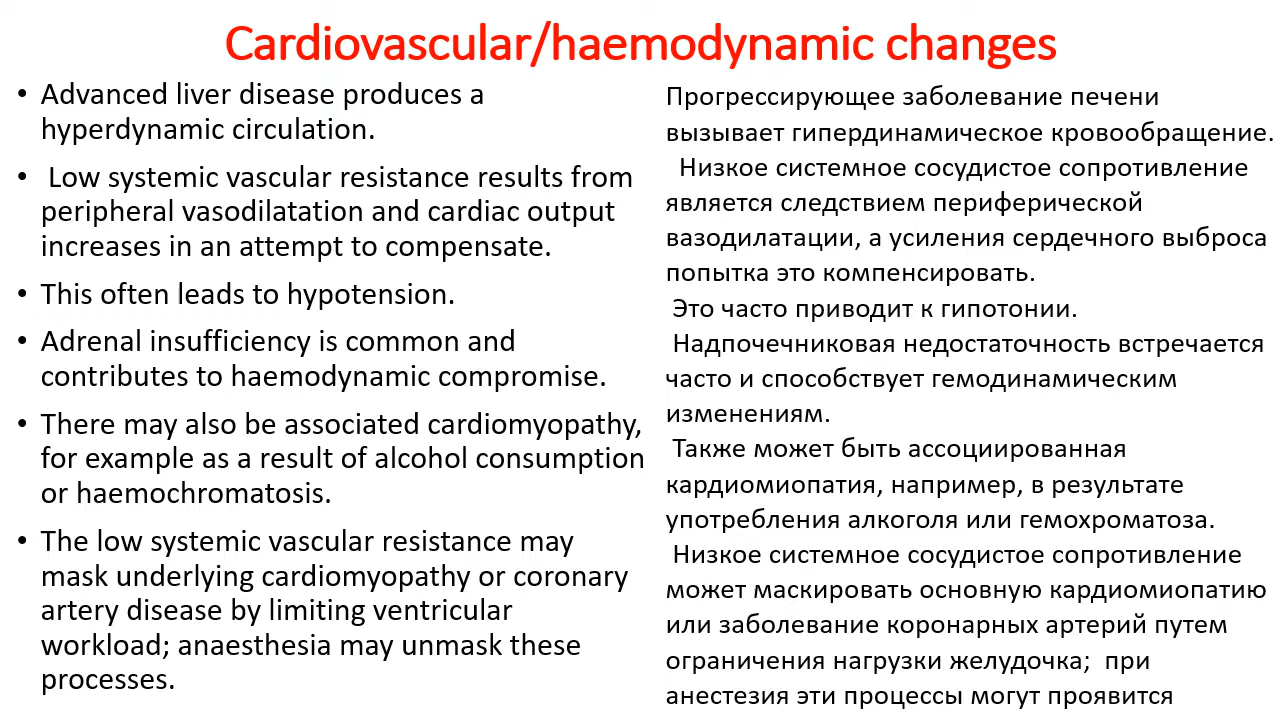 Cardiovascular/haemodynamic changes
• Advanced liver disease produces a
hyperdynamic circulation.
• Low systemic vascular resistance results from
peripheral vasodilatation and cardiac output
increases in an attempt to compensate.
• This often leads to hypotension.
• Adrenal insufficiency is common and
contributes to haemodynamic compromise.
• There may also be associated cardiomyopathy,
for example as a result of alcohol consumption
or haemochromatosis.
• The low systemic vascular resistance may
mask underlying cardiomyopathy or coronary
artery disease by limiting ventricular
workload; anaesthesia may unmask these
processes.
Прогрессирующее заболевание печени
вызывает гипердинамическое кровообращение.
Низкое системное сосудистое сопротивление
является следствием периферической
вазодилатации, а усиления сердечного выброса
попытка это компенсировать.
Это часто приводит к гипотонии.
Надпочечниковая недостаточность встречается
часто и способствует гемодинамическим
изменениям.
Также может быть ассоциированная
кардиомиопатия, например, в результате
употребления алкоголя или гемохроматоза.
Низкое системное сосудистое сопротивление
может маскировать основную кардиомиопатию
или заболевание коронарных артерий путем
ограничения нагрузки желудочка; при
анестезия эти процессы могут проявится